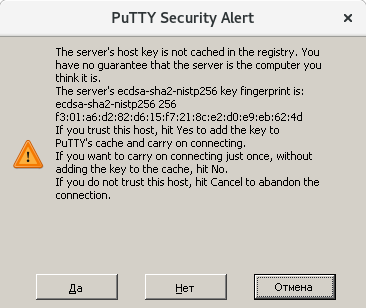 PuTTY Security Alert
The server's host key is not cached in the registry. You
have no guarantee that the server is the computer you
think it is.
The server's ecdsa-sha2-nistp256 key fingerprint is:
ecdsa-sha2-nistp256 256
f3:01:a6:d2:82:d6:15:f7:21:8c:e2:d0:e9:eb:62:4d
If you trust this host, hit Yes to add the key to
PuTTY's cache and carry on connecting.
If you want to carry on connecting just once, without
adding the key to the cache, hit No.
If you do not trust this host, hit Cancel to abandon the
connection.
Да Нет Отмена